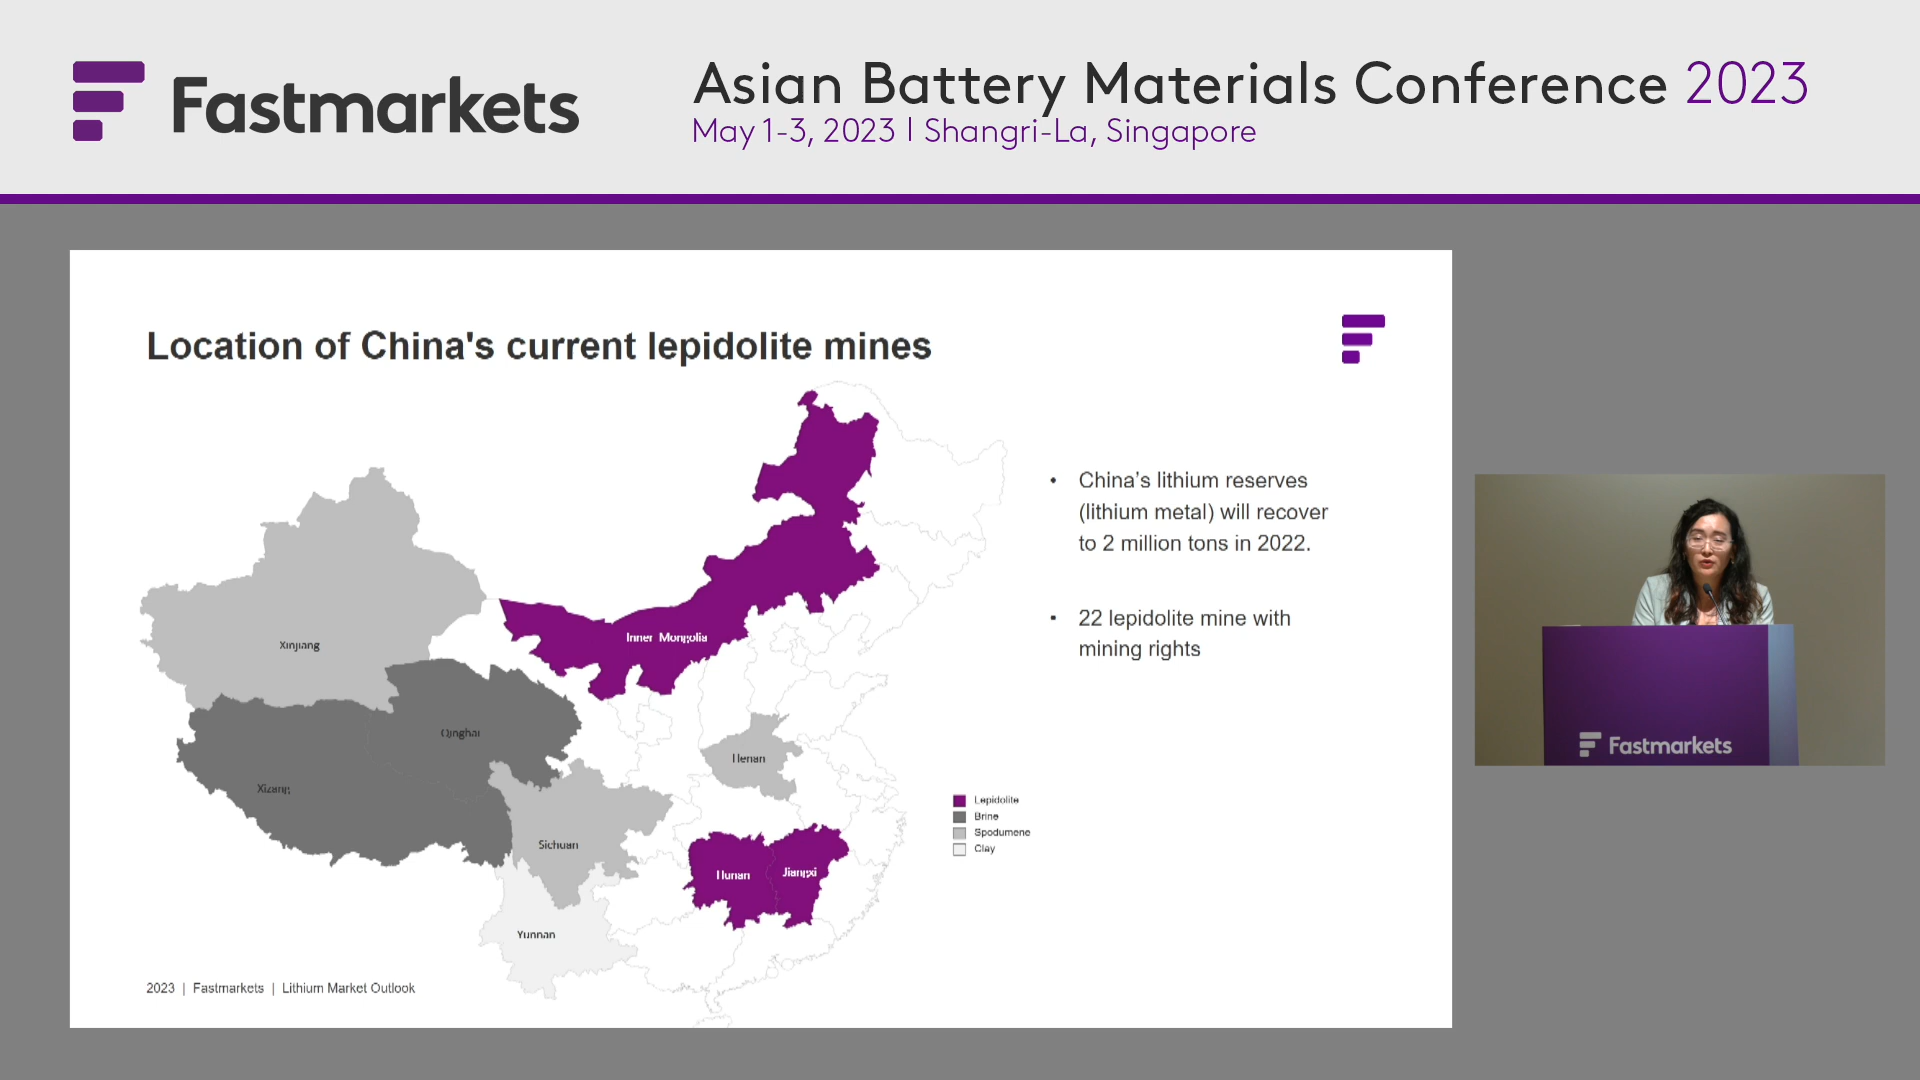 Fastmarkets
Asian Battery Materials Conference 2023
May 1-3, 2023 | Shangri-La, Singapore
Location of China's current lepidolite mines
• China's lithium reserves
(lithium metal) will recover
to 2 million tons in 2022.
• 22 lepidolite mine with
mining rights
Inner Mongolia
Xinjiang
Qinghai
Henan
Xizang
Sichuan
Hunan
Jiangxi
Yunnan
Lepidolite
Brine
Spodumene
Clay
2023 | Fastmarkets | Lithium Market Outlook
Fastmarkets